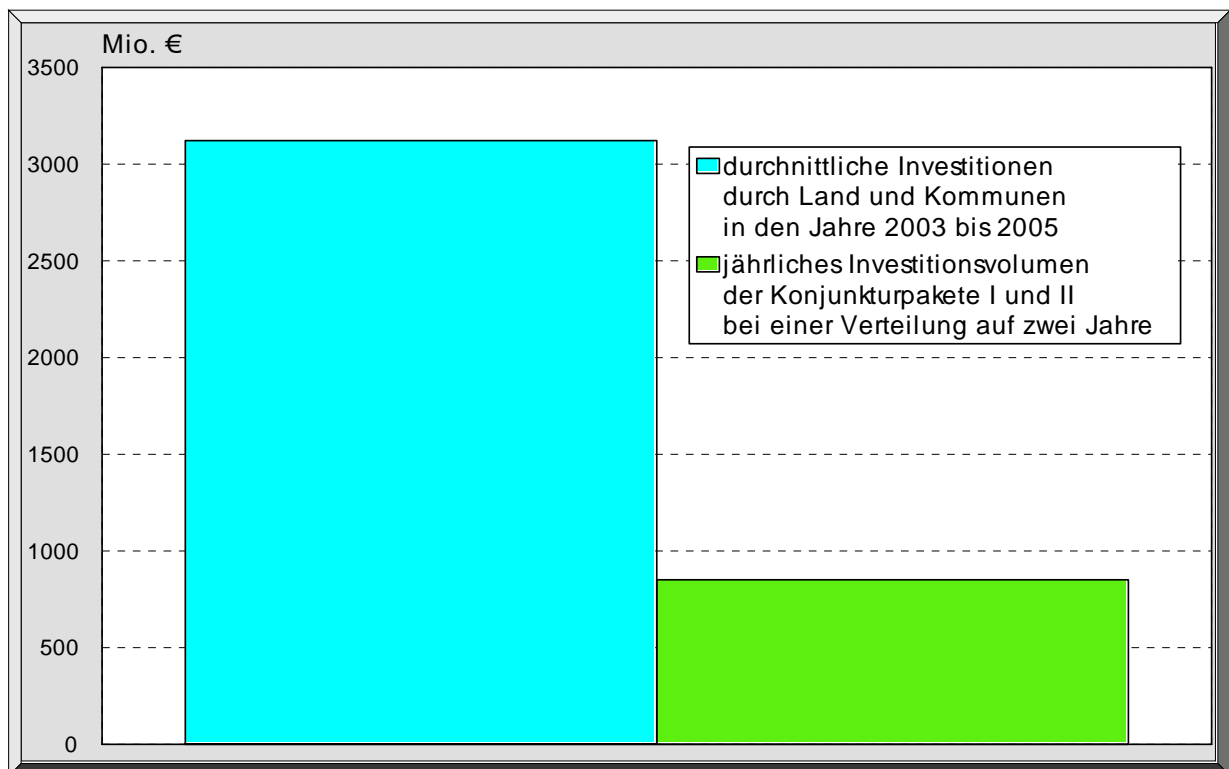 Mio. €
3500
3000
2500
2000
1500
1000
500
0
durchnittliche Investitionen
durch Land und Kommunen
in den Jahre 2003 bis 2005
jährliches Investitionsvolumen
der Konjunkturpakete I und II
bei einer Verteilung auf zwei Jahre